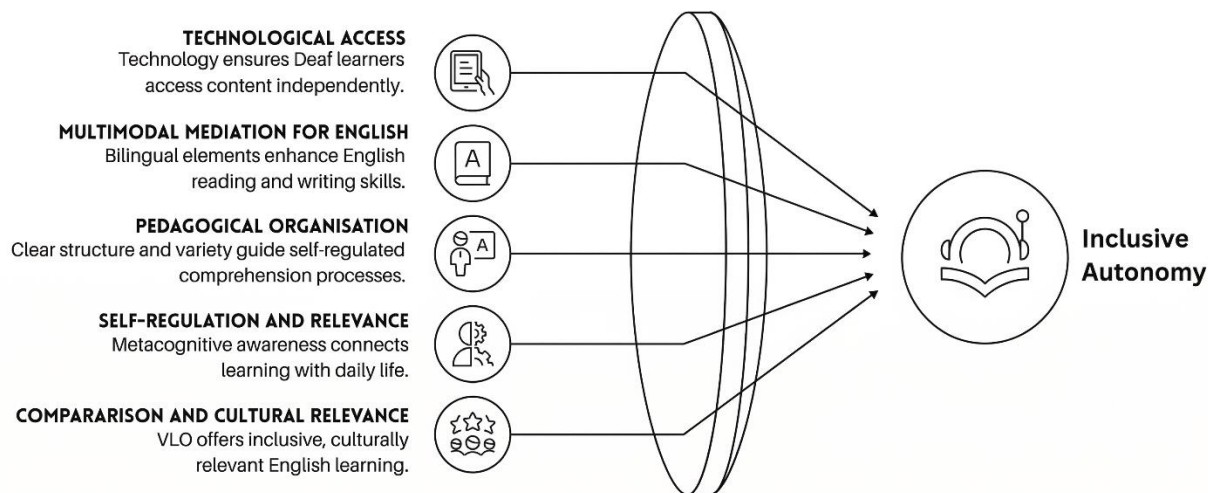 TECHNOLOGICAL ACCESS
Technology ensures Deaf learners
access content independently.
MULTIMODAL MEDIATION FOR ENGLISH
Bilingual elements enhance English
reading and writing skills.
A
PEDAGOGICAL ORGANISATION
Clear structure and variety guide self-regulated
comprehension processes.
A
SELF-REGULATION AND RELEVANCE
Metacognitive awareness connects
learning with daily life.
COMPARARISON AND CULTURAL RELEVANCE
VLO offers inclusive, culturally
relevant English learning.
Inclusive
Autonomy